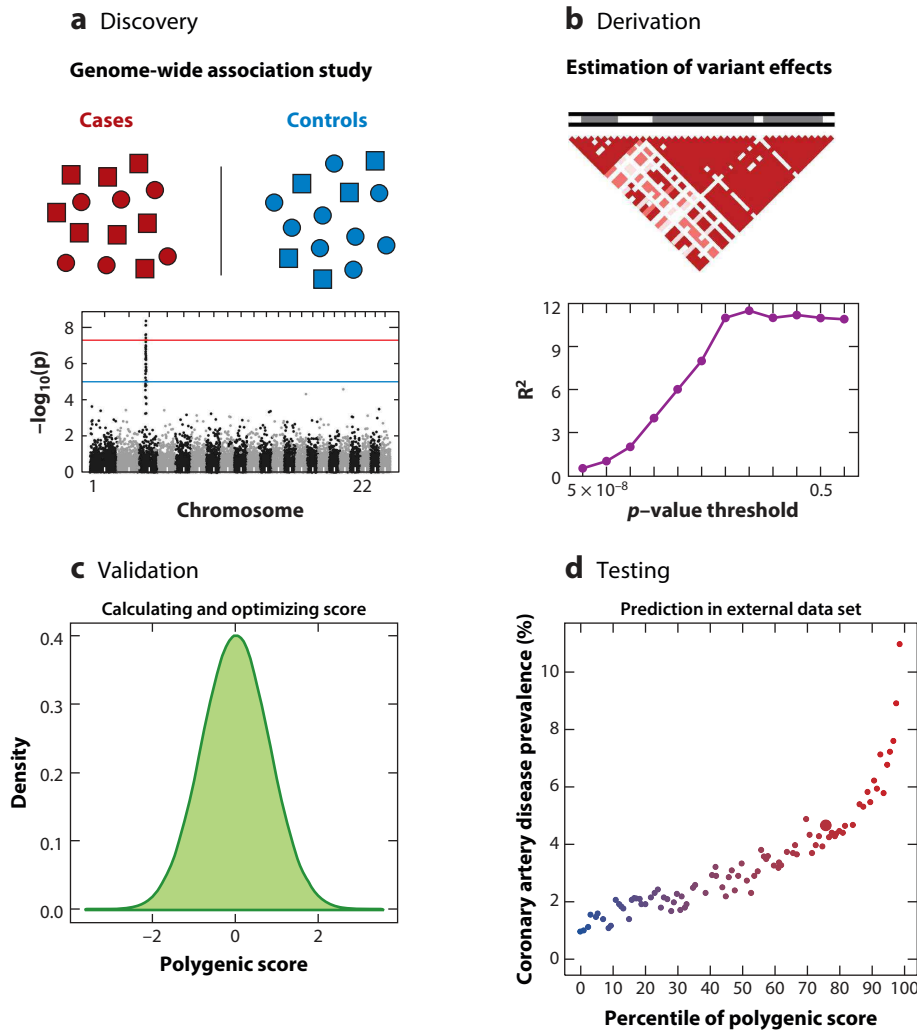 a Discovery
Genome-wide association study
Cases
Controls
8
6
4
2
0
–log10(p)
1
22
Chromosome
b Derivation
Estimation of variant effects
12
9
6
3
0
R²
5 × 10⁻⁸
0.5
p–value threshold
c Validation
Calculating and optimizing score
0.4
0.3
0.2
0.1
0.0
Density
−2
0
2
Polygenic score
d Testing
Prediction in external data set
10
8
6
4
2
0
Coronary artery disease prevalence (%)
0 10 20 30 40 50 60 70 80 90 100
Percentile of polygenic score